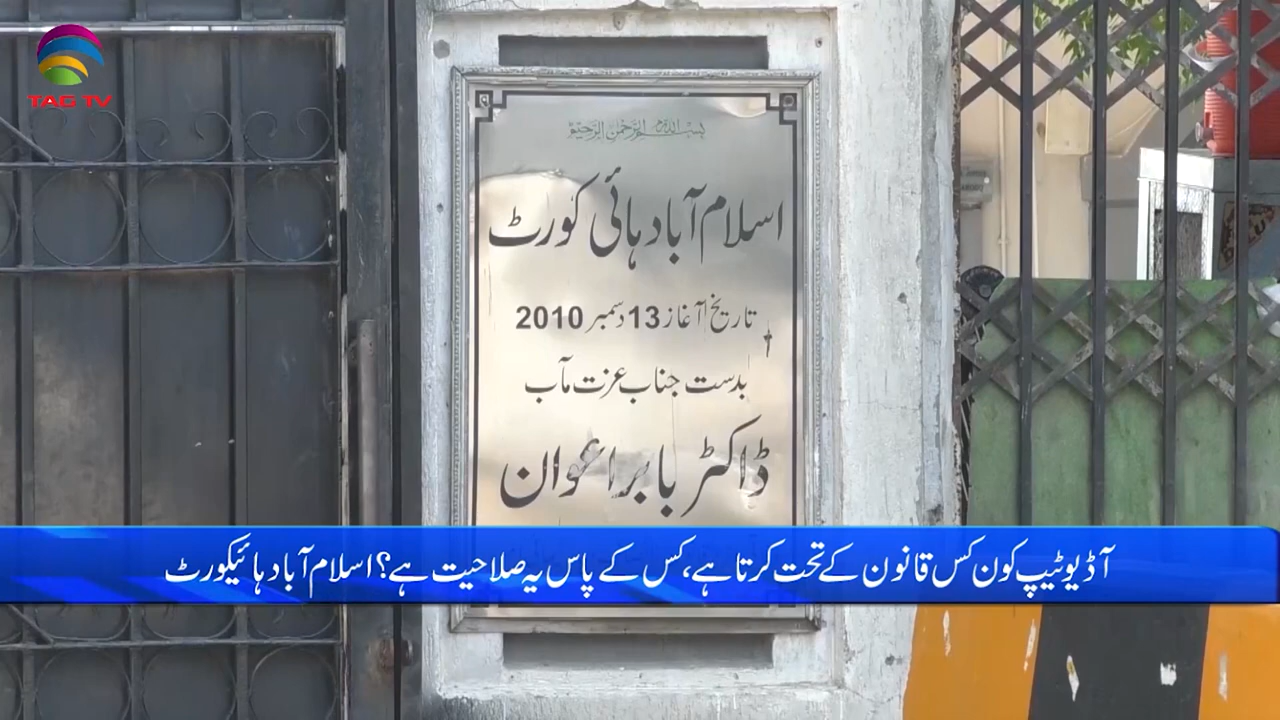 TAG TV
بسم اللہ الرحمن الرحیم
اسلام آباد ہائی کورٹ
تاریخ آغاز 13 دسمبر 2010
بدست جناب عزت مآب
ڈاکٹر بابر اعوان
آڈیو ٹیپ کون کس قانون کے تحت کرتا ہے، کس کے پاس یہ صلاحیت ہے؟ اسلام آباد ہائیکورٹ